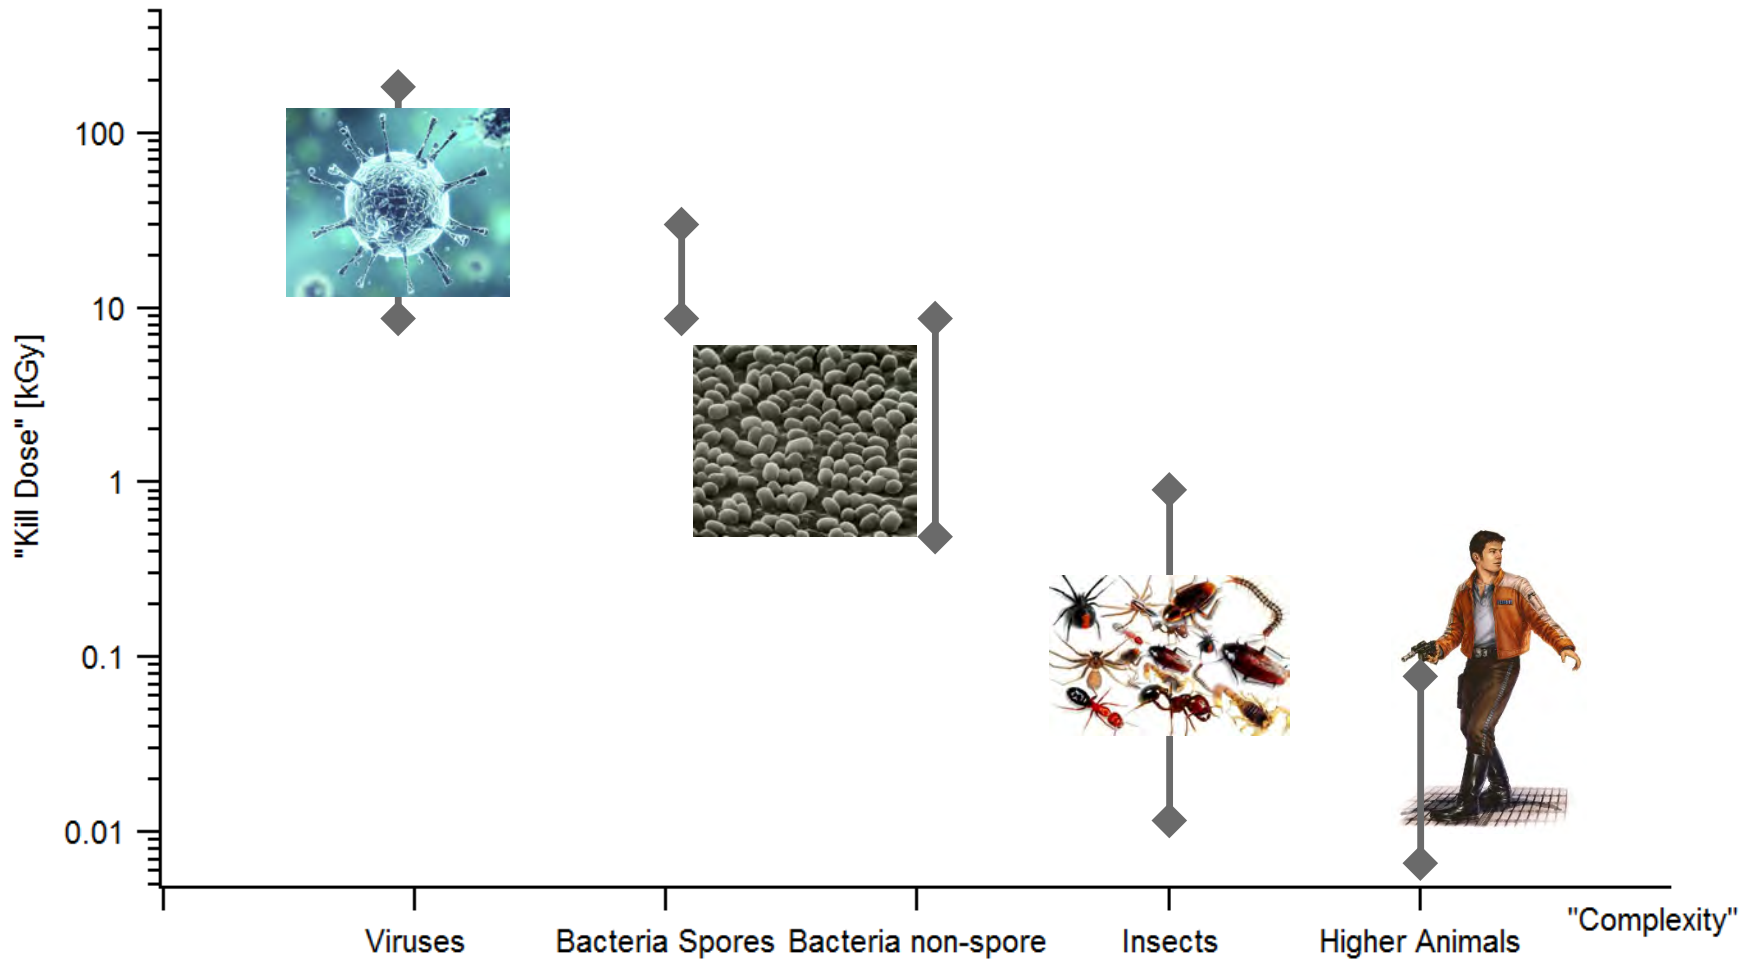 "Kill Dose" [kGy]
100
10
1
0.1
0.01
Viruses
Bacteria Spores
Bacteria non-spore
Insects
Higher Animals
"Complexity"